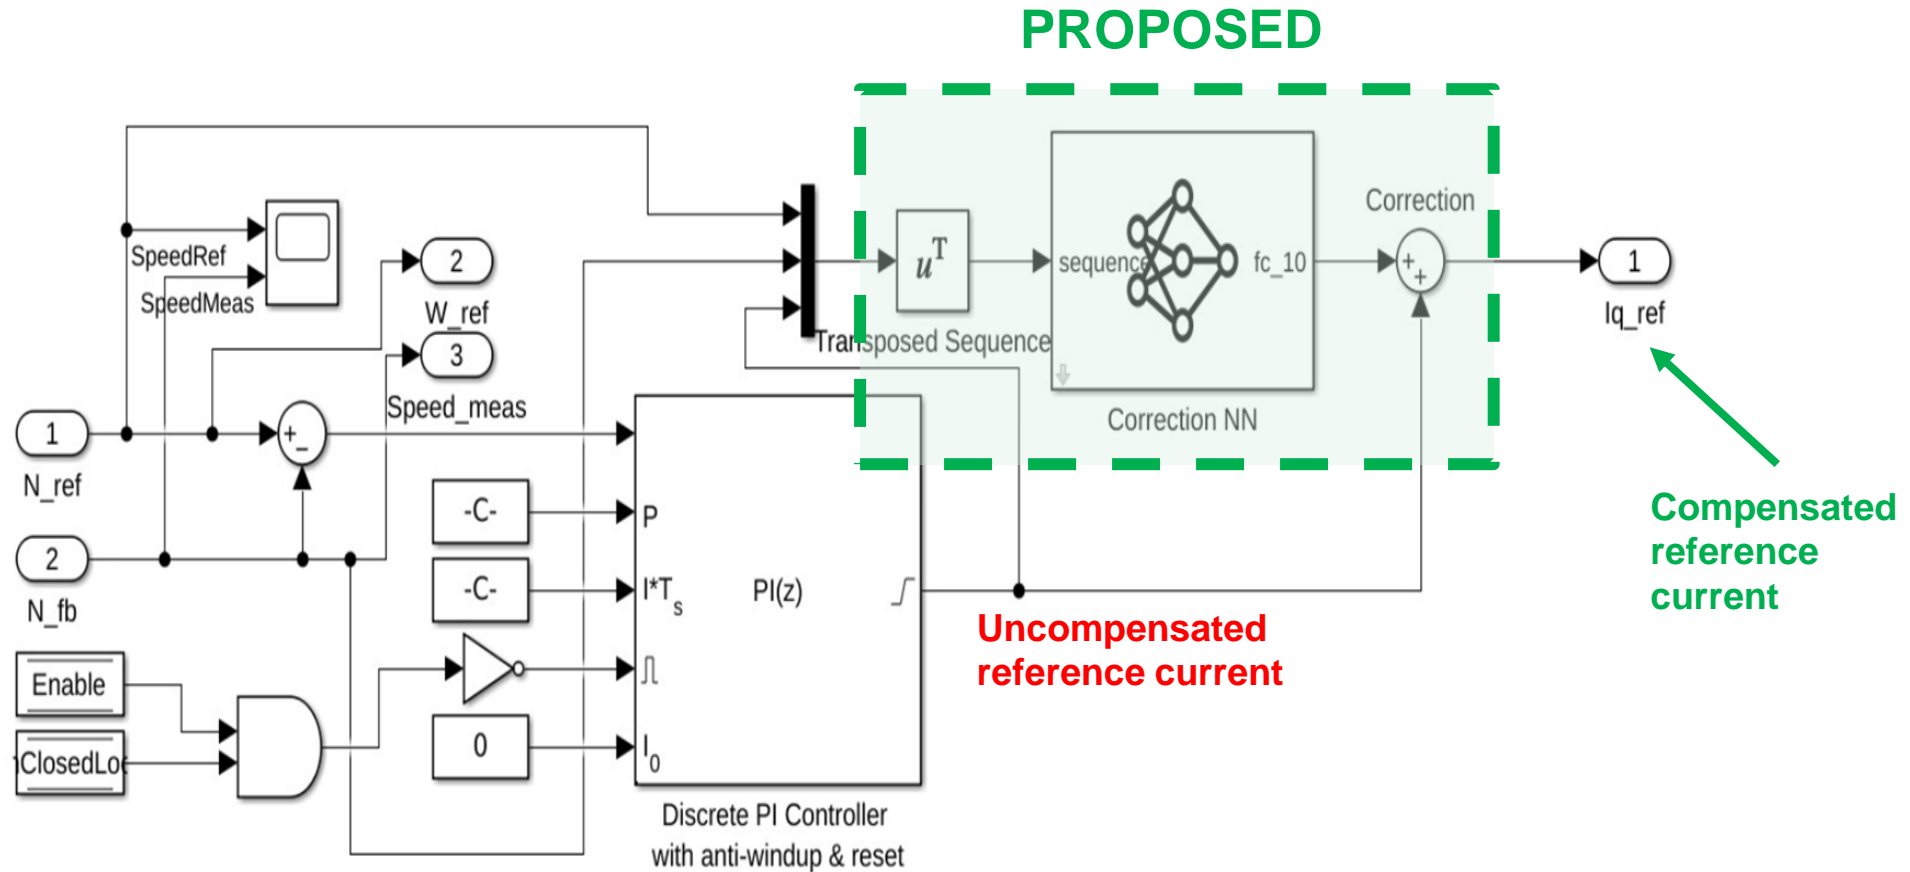 PROPOSED
SpeedRef
SpeedMeas
2
W_ref
3
Speed_meas
1
N_ref
2
N_fb
+
−
Enable
ClosedLo
-C-
-C-
0
P
I*Ts
I0
PI(z)
Discrete PI Controller
with anti-windup & reset
uT
Transposed Sequence
sequence
fc_10
Correction NN
Correction
+
+
1
Iq_ref
Uncompensated
reference current
Compensated
reference
current